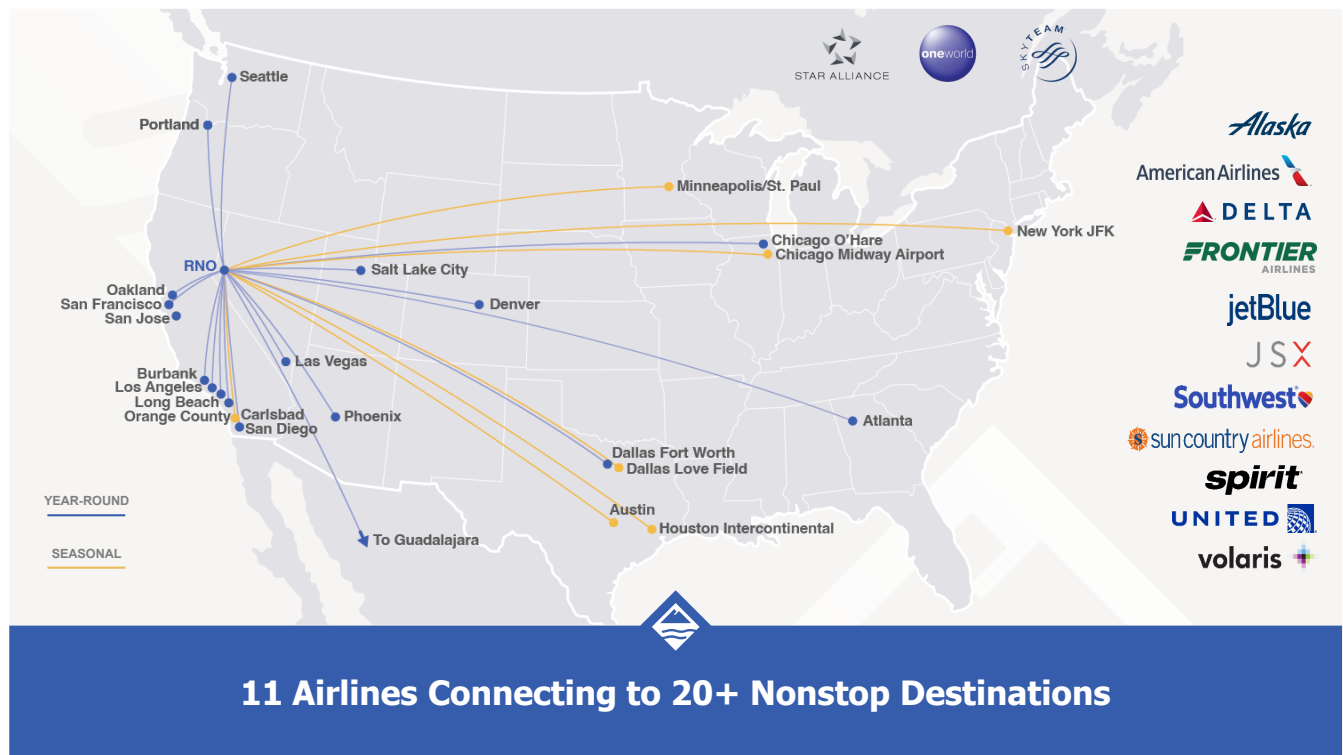 STAR ALLIANCE
oneworld
SKYTEAM
Seattle
Portland
Minneapolis/St. Paul
New York JFK
Chicago O'Hare
Chicago Midway Airport
RNO
Salt Lake City
Oakland
San Francisco
San Jose
Denver
Las Vegas
Burbank
Los Angeles
Long Beach
Orange County
Carlsbad
San Diego
Phoenix
Atlanta
Dallas Fort Worth
Dallas Love Field
Austin
Houston Intercontinental
To Guadalajara
YEAR-ROUND
SEASONAL
Alaska
American Airlines
DELTA
FRONTIER
AIRLINES
jetBlue
JSX
Southwest
sun country airlines
spirit
UNITED
volaris
11 Airlines Connecting to 20+ Nonstop Destinations